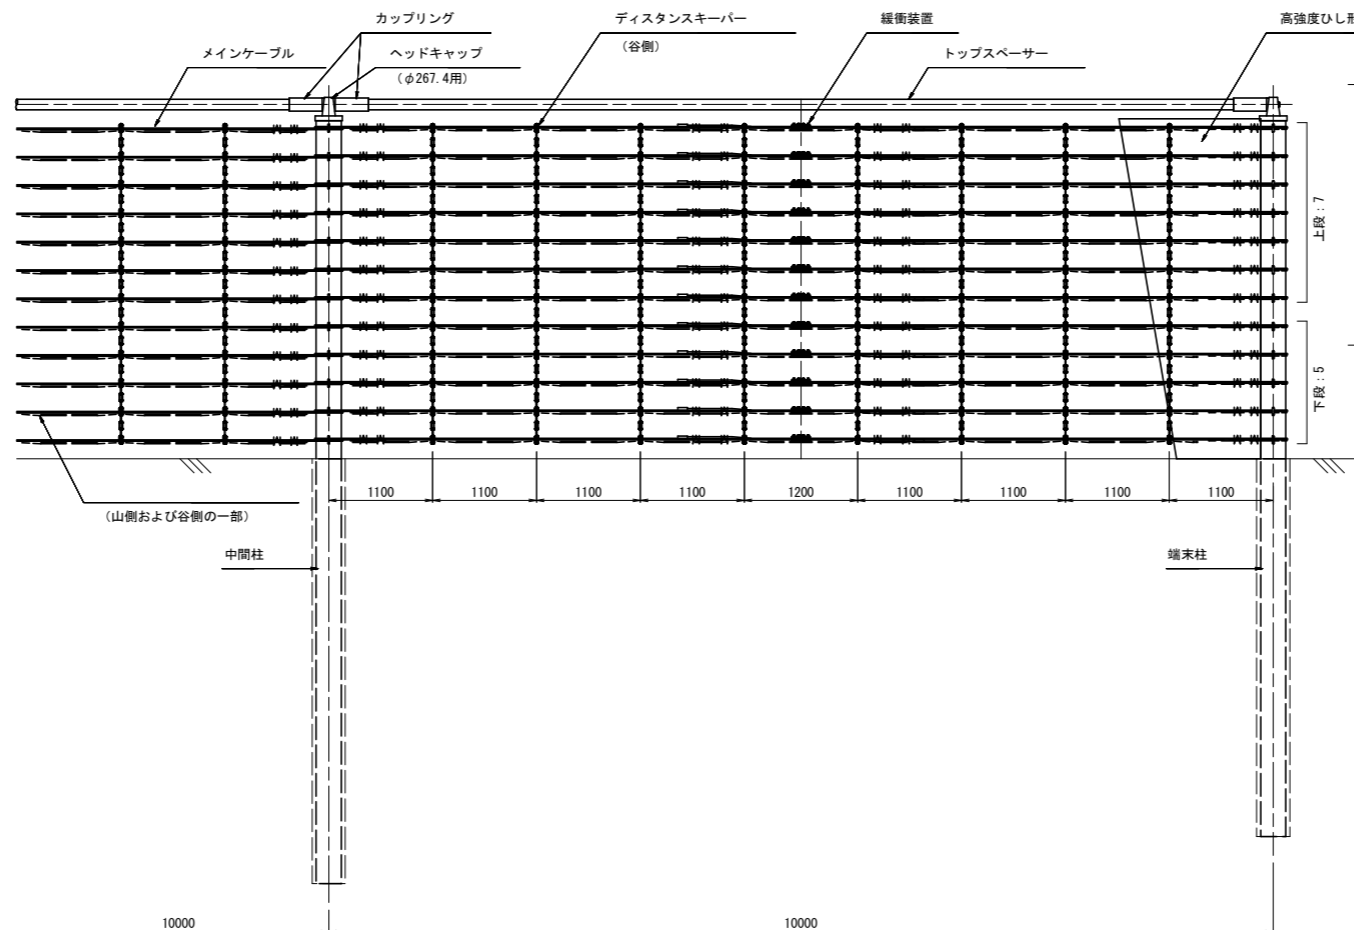 カップリング
ディスタンスキーパー
(谷側)
緩衝装置
高強度ひし形
メインケーブル
ヘッドキャップ
(φ267.4用)
トップスペーサー
上段:7
下段:5
1100
1100
1100
1100
1200
1100
1100
1100
1100
(山側および谷側の一部)
中間柱
端末柱
10000
10000